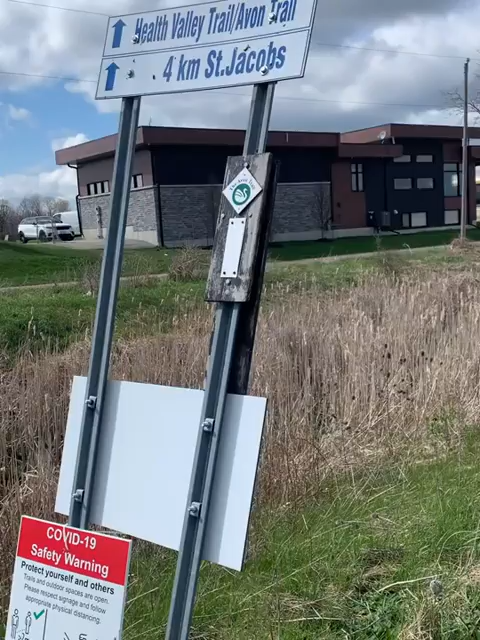 Health Valley Trail/Avon Trail
4 km St.Jacobs
COVID-19
Safety Warning
Protect yourself and others
Trails and outdoor spaces are open.
Please respect signage and follow
appropriate physical distancing.